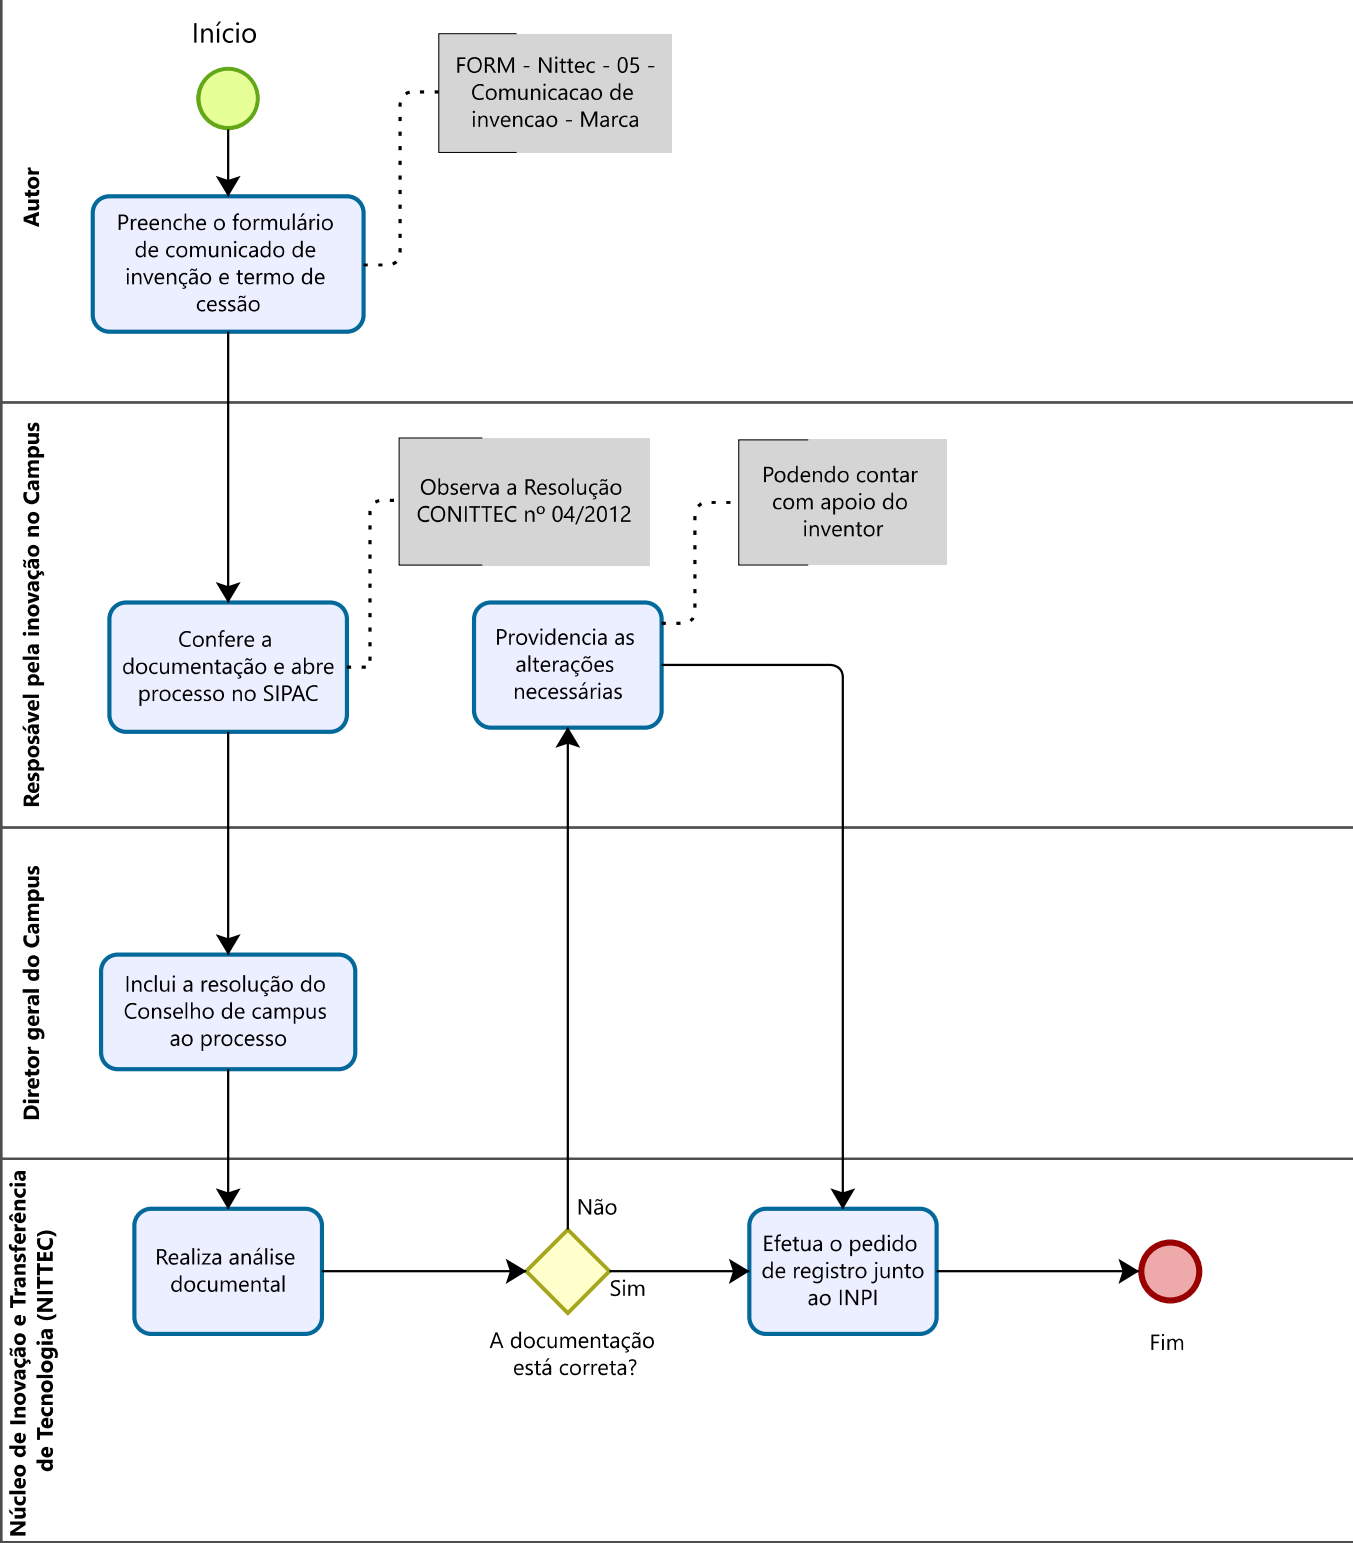 Início
FORM - Nittec - 05 -
Comunicacao de
invencao - Marca
Autor
Preenche o formulário
de comunicado de
invenção e termo de
cessão
Resposável pela inovação no Campus
Observa a Resolução
CONITTEC nº 04/2012
Podendo contar
com apoio do
inventor
Confere a
documentação e abre
processo no SIPAC
Providencia as
alterações
necessárias
Diretor geral do Campus
Inclui a resolução do
Conselho de campus
ao processo
Núcleo de Inovação e Transferência
de Tecnologia (NITTEC)
Realiza análise
documental
Não
Sim
A documentação
está correta?
Efetua o pedido
de registro junto
ao INPI
Fim